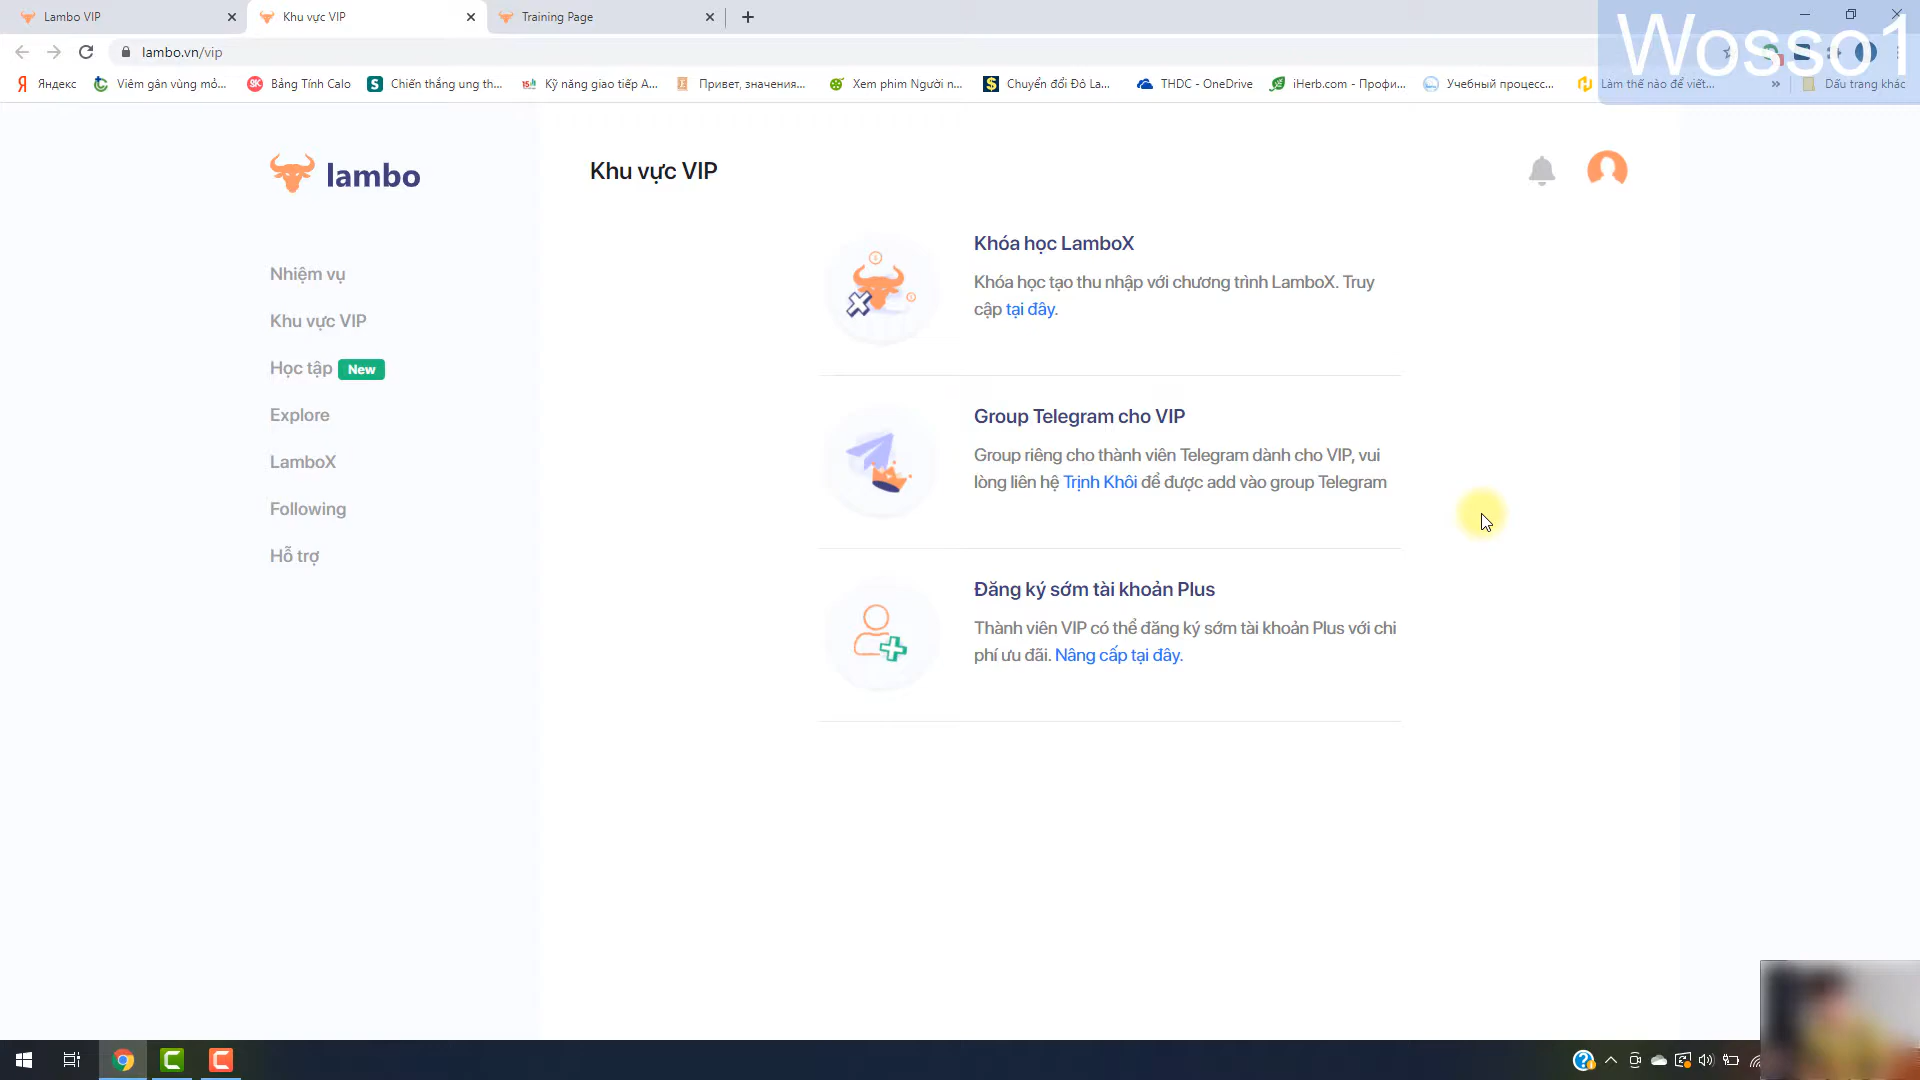 Lambo VIP
Khu vực VIP
Training Page
Wosso1
lambo.vn/vip
Яндекс
Viêm gân vùng mỏ...
Bảng Tính Calo
Chiến thắng ung th...
Kỹ năng giao tiếp A...
Привет, значения...
Xem phim Người n...
Chuyển đổi Đô La...
THDC - OneDrive
iHerb.com - Профи...
Учебный процесс...
Làm thế nào để viết...
Dấu trang khác
lambo
Khu vực VIP
Nhiệm vụ
Khu vực VIP
Học tập New
Explore
LamboX
Following
Hỗ trợ
Khóa học LamboX
Khóa học tạo thu nhập với chương trình LamboX. Truy
cập tại đây.
Group Telegram cho VIP
Group riêng cho thành viên Telegram dành cho VIP, vui
lòng liên hệ Trịnh Khôi để được add vào group Telegram
Đăng ký sớm tài khoản Plus
Thành viên VIP có thể đăng ký sớm tài khoản Plus với chi
phí ưu đãi. Nâng cấp tại đây.